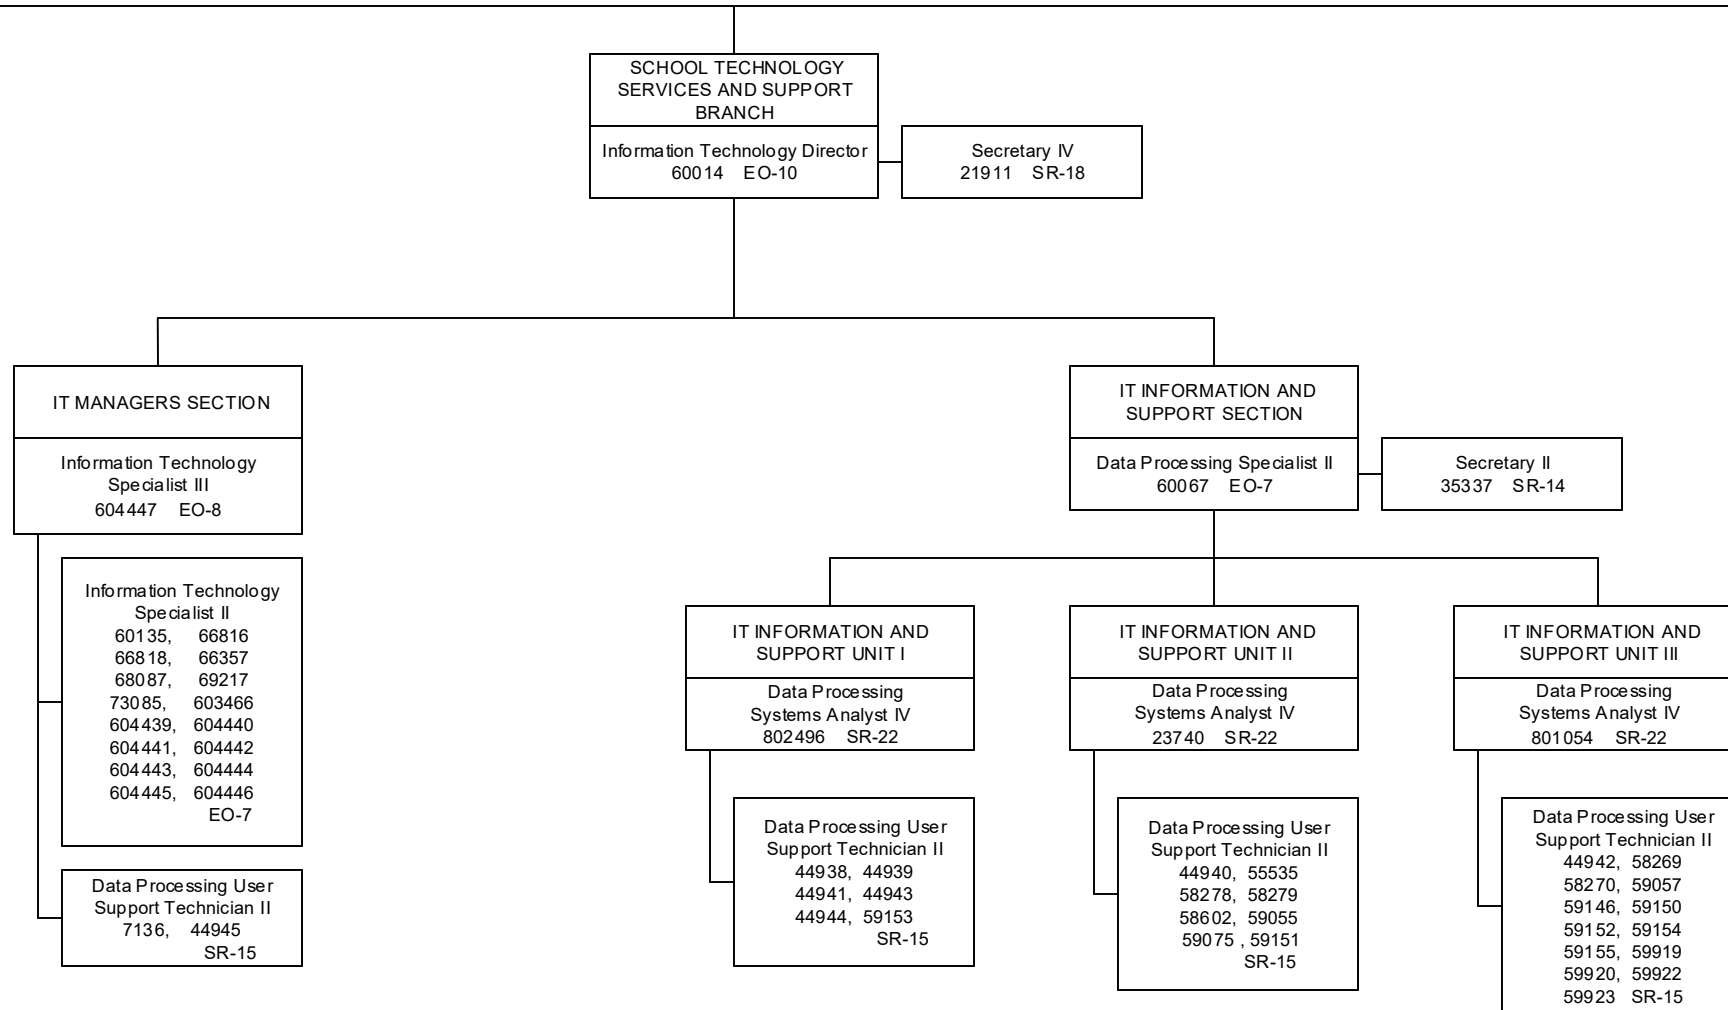 SCHOOL TECHNOLOGY
SERVICES AND SUPPORT
BRANCH
Information Technology Director
60014 EO-10
Secretary IV
21911 SR-18
IT MANAGERS SECTION
Information Technology
Specialist III
604447 EO-8
Information Technology
Specialist II
60135, 66816
66818, 66357
68087, 69217
73085, 603466
604439, 604440
604441, 604442
604443, 604444
604445, 604446
EO-7
Data Processing User
Support Technician II
7136, 44945
SR-15
IT INFORMATION AND
SUPPORT SECTION
Data Processing Specialist II
60067 EO-7
Secretary II
35337 SR-14
IT INFORMATION AND
SUPPORT UNIT I
Data Processing
Systems Analyst IV
802496 SR-22
Data Processing User
Support Technician II
44938, 44939
44941, 44943
44944, 59153
SR-15
IT INFORMATION AND
SUPPORT UNIT II
Data Processing
Systems Analyst IV
23740 SR-22
Data Processing User
Support Technician II
44940, 55535
58278, 58279
58602, 59055
59075 , 59151
SR-15
IT INFORMATION AND
SUPPORT UNIT III
Data Processing
Systems Analyst IV
801054 SR-22
Data Processing User
Support Technician II
44942, 58269
58270, 59057
59146, 59150
59152, 59154
59155, 59919
59920, 59922
59923 SR-15